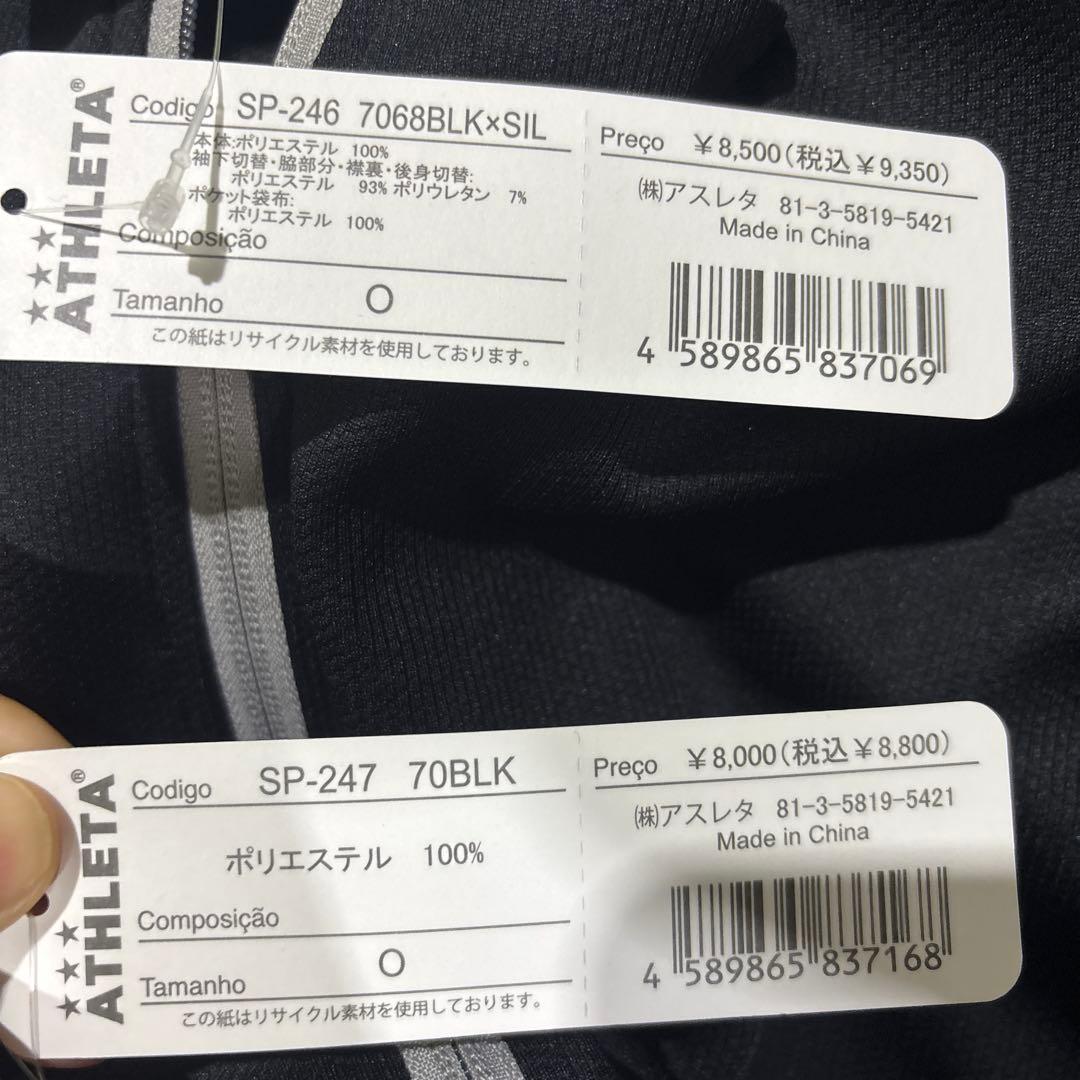 ATHLETA®
Codigo SP-246 7068BLK×SIL
本体:ポリエステル 100%
袖下切替・脇部分・襟裏・後身切替:
ポリエステル 93% ポリウレタン 7%
ポケット袋布:
ポリエステル 100%
Composição
Tamanho O
この紙はリサイクル素材を使用しております。
Preço ¥8,500(税込¥9,350)
㈱アスレタ 81-3-5819-5421
Made in China
4 589865 837069
ATHLETA®
Codigo SP-247 70BLK
ポリエステル 100%
Composição
Tamanho O
この紙はリサイクル素材を使用しております。
Preço ¥8,000(税込¥8,800)
㈱アスレタ 81-3-5819-5421
Made in China
4 589865 837168